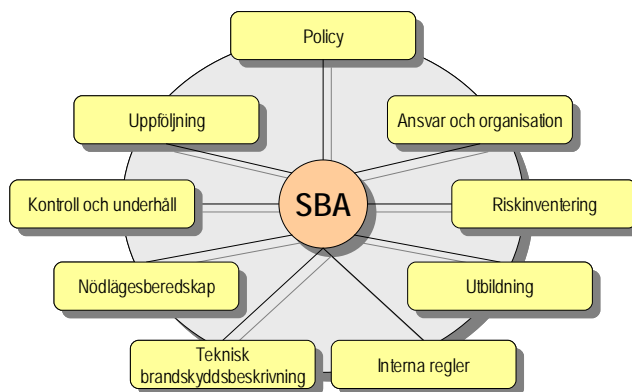 Policy
Uppföljning
Ansvar och organisation
SBA
Kontroll och underhåll
Riskinventering
Nödlägesberedskap
Utbildning
Teknisk
brandskyddsbeskrivning
Interna regler